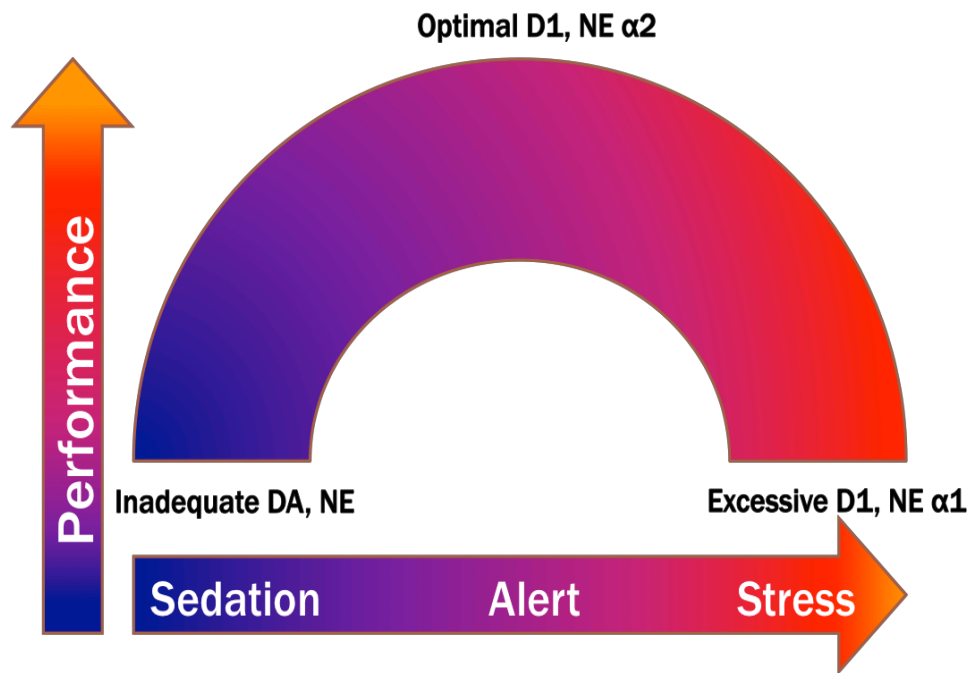 Optimal D1, NE α2
Performance
Inadequate DA, NE
Excessive D1, NE α1
Sedation
Alert
Stress